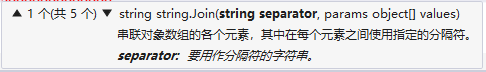 ▲ 1 个(共 5 个) ▼ string string.Join(string separator, params object[] values)
串联对象数组的各个元素，其中在每个元素之间使用指定的分隔符。
separator: 要用作分隔符的字符串。